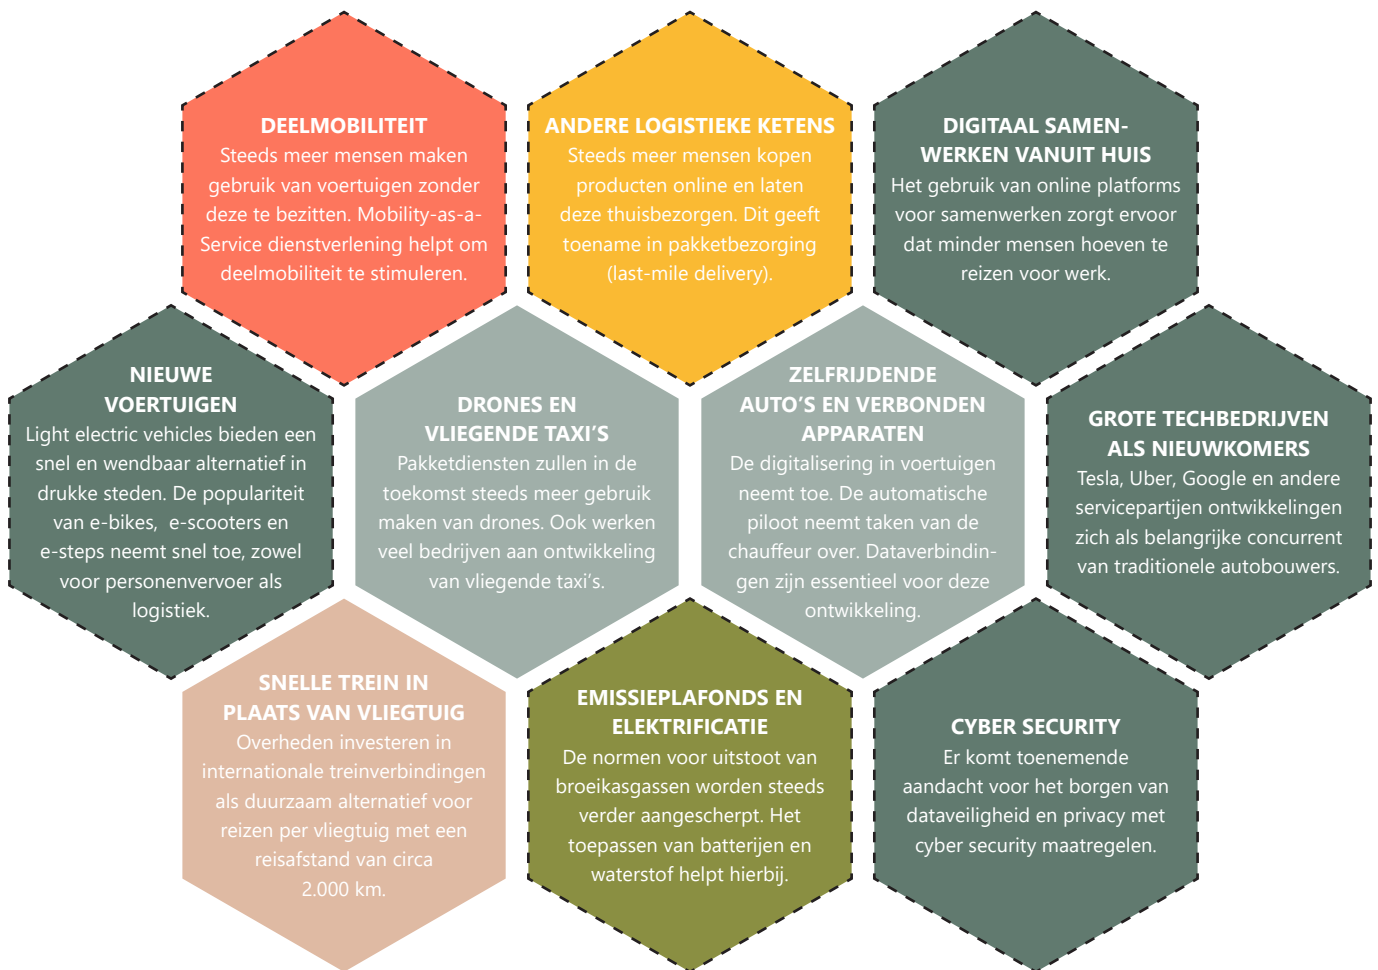 DEELMOBILITEIT
Steeds meer mensen maken
gebruik van voertuigen zonder
deze te bezitten. Mobility-as-a-
Service dienstverlening helpt om
deelmobiliteit te stimuleren.
ANDERE LOGISTIEKE KETENS
Steeds meer mensen kopen
producten online en laten
deze thuisbezorgen. Dit geeft
toename in pakketbezorging
(last-mile delivery).
DIGITAAL SAMEN-
WERKEN VANUIT HUIS
Het gebruik van online platforms
voor samenwerken zorgt ervoor
dat minder mensen hoeven te
reizen voor werk.
NIEUWE
VOERTUIGEN
Light electric vehicles bieden een
snel en wendbaar alternatief in
drukke steden. De populariteit
van e-bikes,  e-scooters en
e-steps neemt snel toe, zowel
voor personenvervoer als
logistiek.
DRONES EN
VLIEGENDE TAXI'S
Pakketdiensten zullen in de
toekomst steeds meer gebruik
maken van drones. Ook werken
veel bedrijven aan ontwikkeling
van vliegende taxi's.
ZELFRIJDENDE
AUTO'S EN VERBONDEN
APPARATEN
De digitalisering in voertuigen
neemt toe. De automatische
piloot neemt taken van de
chauffeur over. Dataverbindin-
gen zijn essentieel voor deze
ontwikkeling.
GROTE TECHBEDRIJVEN
ALS NIEUWKOMERS
Tesla, Uber, Google en andere
servicepartijen ontwikkelingen
zich als belangrijke concurrent
van traditionele autobouwers.
SNELLE TREIN IN
PLAATS VAN VLIEGTUIG
Overheden investeren in
internationale treinverbindingen
als duurzaam alternatief voor
reizen per vliegtuig met een
reisafstand van circa
2.000 km.
EMISSIEPLAFONDS EN
ELEKTRIFICATIE
De normen voor uitstoot van
broeikasgassen worden steeds
verder aangescherpt. Het
toepassen van batterijen en
waterstof helpt hierbij.
CYBER SECURITY
Er komt toenemende
aandacht voor het borgen van
dataveiligheid en privacy met
cyber security maatregelen.